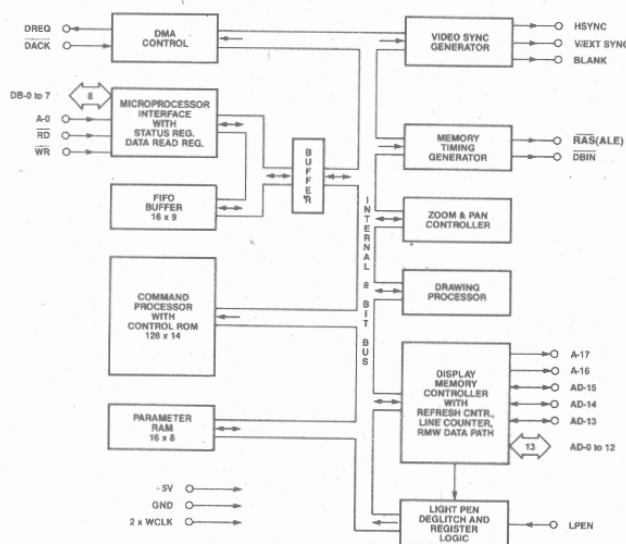 DREQ
DACK
DMA
CONTROL
VIDEO SYNC
GENERATOR
HSYNC
V/EXT SYNC
BLANK
DB-0 to 7
8
A-0
RD
WR
MICROPROCESSOR
INTERFACE
WITH
STATUS REG.
DATA READ REG.
BUFFER
MEMORY
TIMING
GENERATOR
RAS(ALE)
DBIN
FIFO
BUFFER
16 x 9
INTERNAL 8 BIT BUS
ZOOM & PAN
CONTROLLER
COMMAND
PROCESSOR
WITH
CONTROL ROM
128 x 14
DRAWING
PROCESSOR
DISPLAY
MEMORY
CONTROLLER
WITH
REFRESH CNTR.,
LINE COUNTER,
RMW DATA PATH
A-17
A-16
AD-15
AD-14
AD-13
13
AD-0 to 12
PARAMETER
RAM
16 x 8
+5V
GND
2 x WCLK
LIGHT PEN
DEGLITCH AND
REGISTER
LOGIC
LPEN